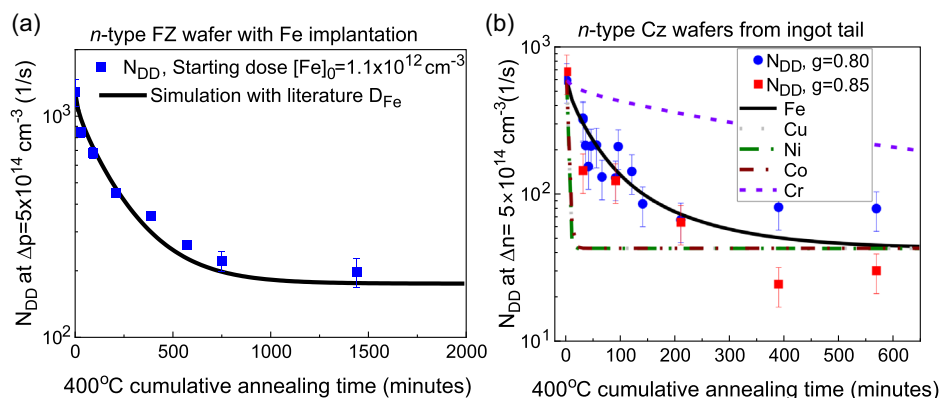 (a)
n-type FZ wafer with Fe implantation
N_DD, Starting dose [Fe]_0=1.1x10^12 cm^-3
Simulation with literature D_Fe
10^3
10^2
N_DD at Δp=5x10^14 cm^-3 (1/s)
0 500 1000 1500 2000
400°C cumulative annealing time (minutes)
(b)
n-type Cz wafers from ingot tail
N_DD, g=0.80
N_DD, g=0.85
Fe
Cu
Ni
Co
Cr
10^3
10^2
10^1
N_DD at Δn= 5×10^14 cm^-3(1/s)
0 100 200 300 400 500 600
400°C cumulative annealing time (minutes)